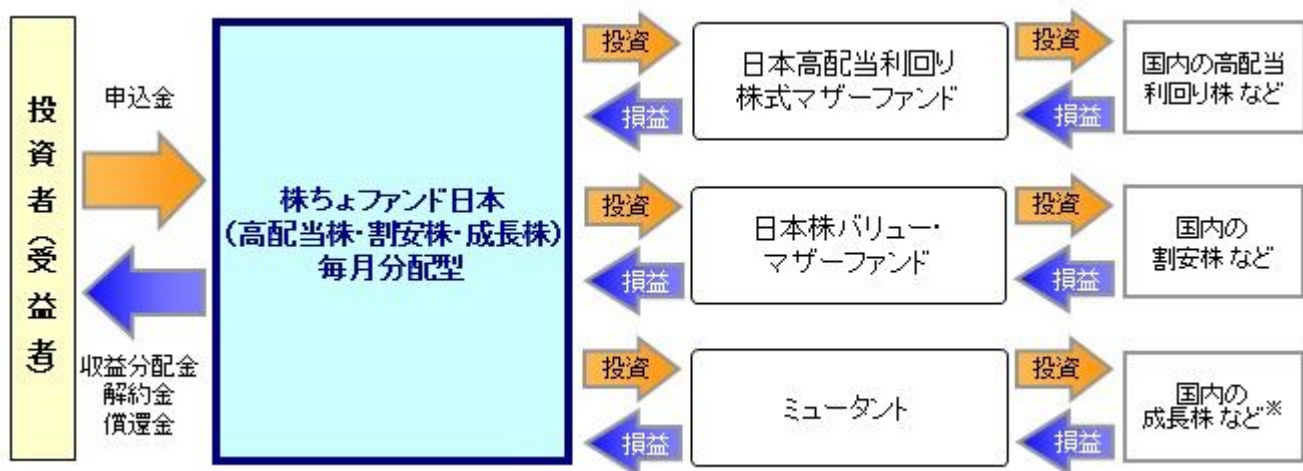 投資者（受益者）
申込金
収益分配金
解約金
償還金
株ちょファンド日本
（高配当株・割安株・成長株）
毎月分配型
投資
損益
日本高配当利回り
株式マザーファンド
投資
損益
国内の高配当
利回り株 など
投資
損益
日本株バリュー・
マザーファンド
投資
損益
国内の
割安株 など
投資
損益
ミュータント
投資
損益
国内の
成長株 など※